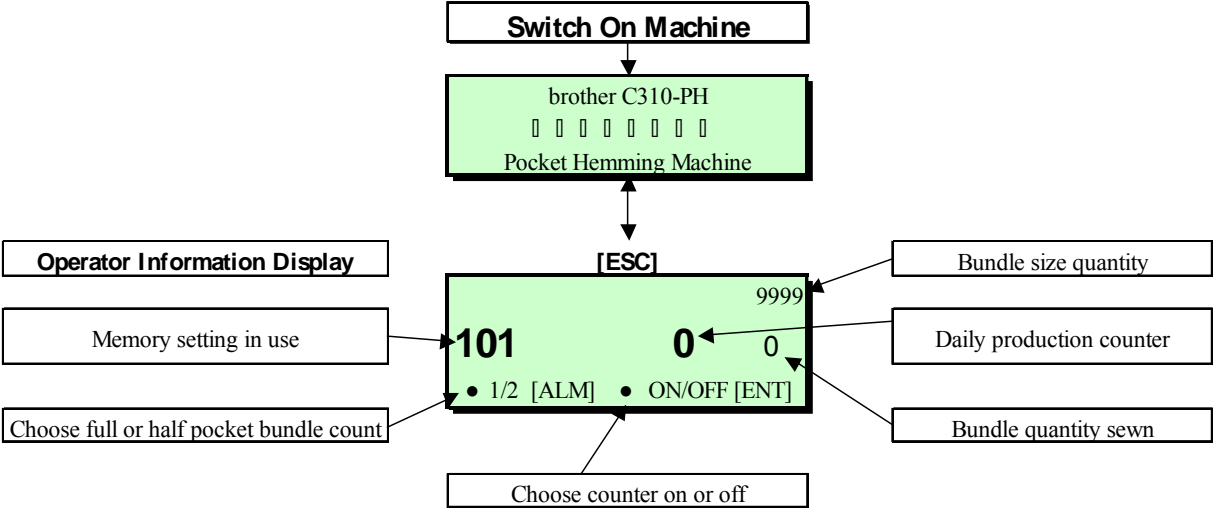 Switch On Machine
brother C310-PH
Pocket Hemming Machine
Operator Information Display
[ESC]
Bundle size quantity
9999
Memory setting in use
101
0
0
Daily production counter
● 1/2 [ALM] ● ON/OFF [ENT]
Choose full or half pocket bundle count
Bundle quantity sewn
Choose counter on or off